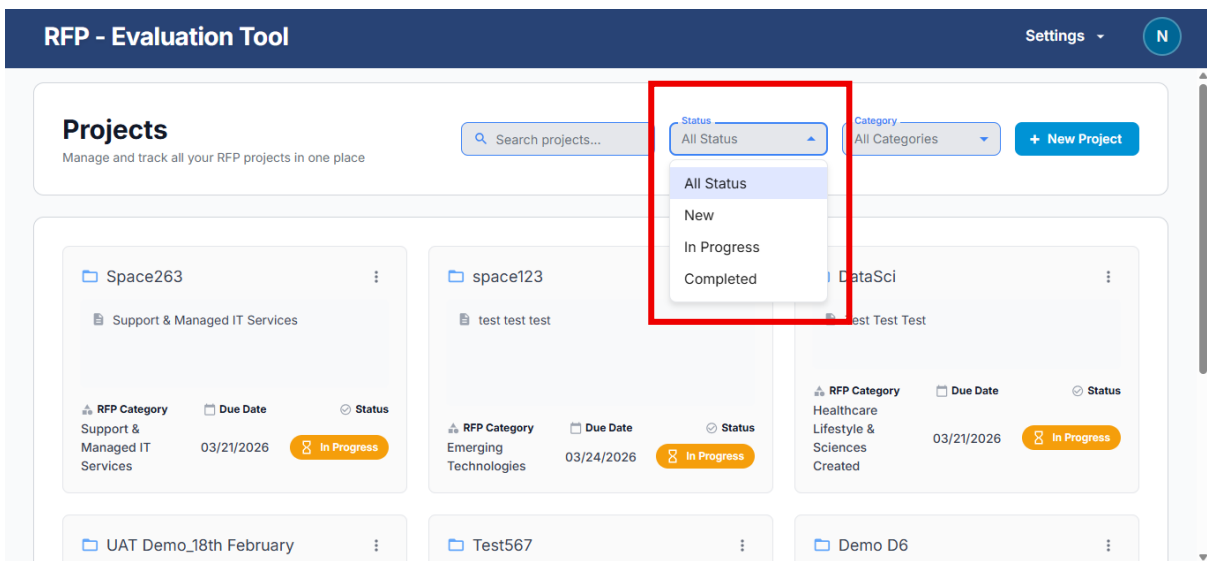 RFP - Evaluation Tool
Settings
N
Projects
Manage and track all your RFP projects in one place
Search projects...
Status
All Status
Category
All Categories
+ New Project
All Status
New
In Progress
Completed
Space263
Support & Managed IT Services
RFP Category
Due Date
Status
Support &
Managed IT
Services
03/21/2026
In Progress
space123
test test test
RFP Category
Due Date
Status
Emerging
Technologies
03/24/2026
In Progress
DataSci
Test Test Test
RFP Category
Due Date
Status
Healthcare
Lifestyle &
Sciences
Created
03/21/2026
In Progress
UAT Demo_18th February
Test567
Demo D6